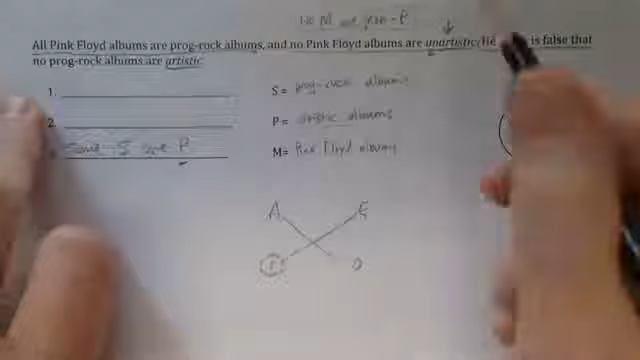 No M are non-P
All Pink Floyd albums are prog-rock albums, and no Pink Floyd albums are unartistic. is false that
no prog-rock albums are artistic.
1.
S = prog-rock albums
2.
P = artistic albums
Some S are P
M= Pink Floyd albums
A E
I O